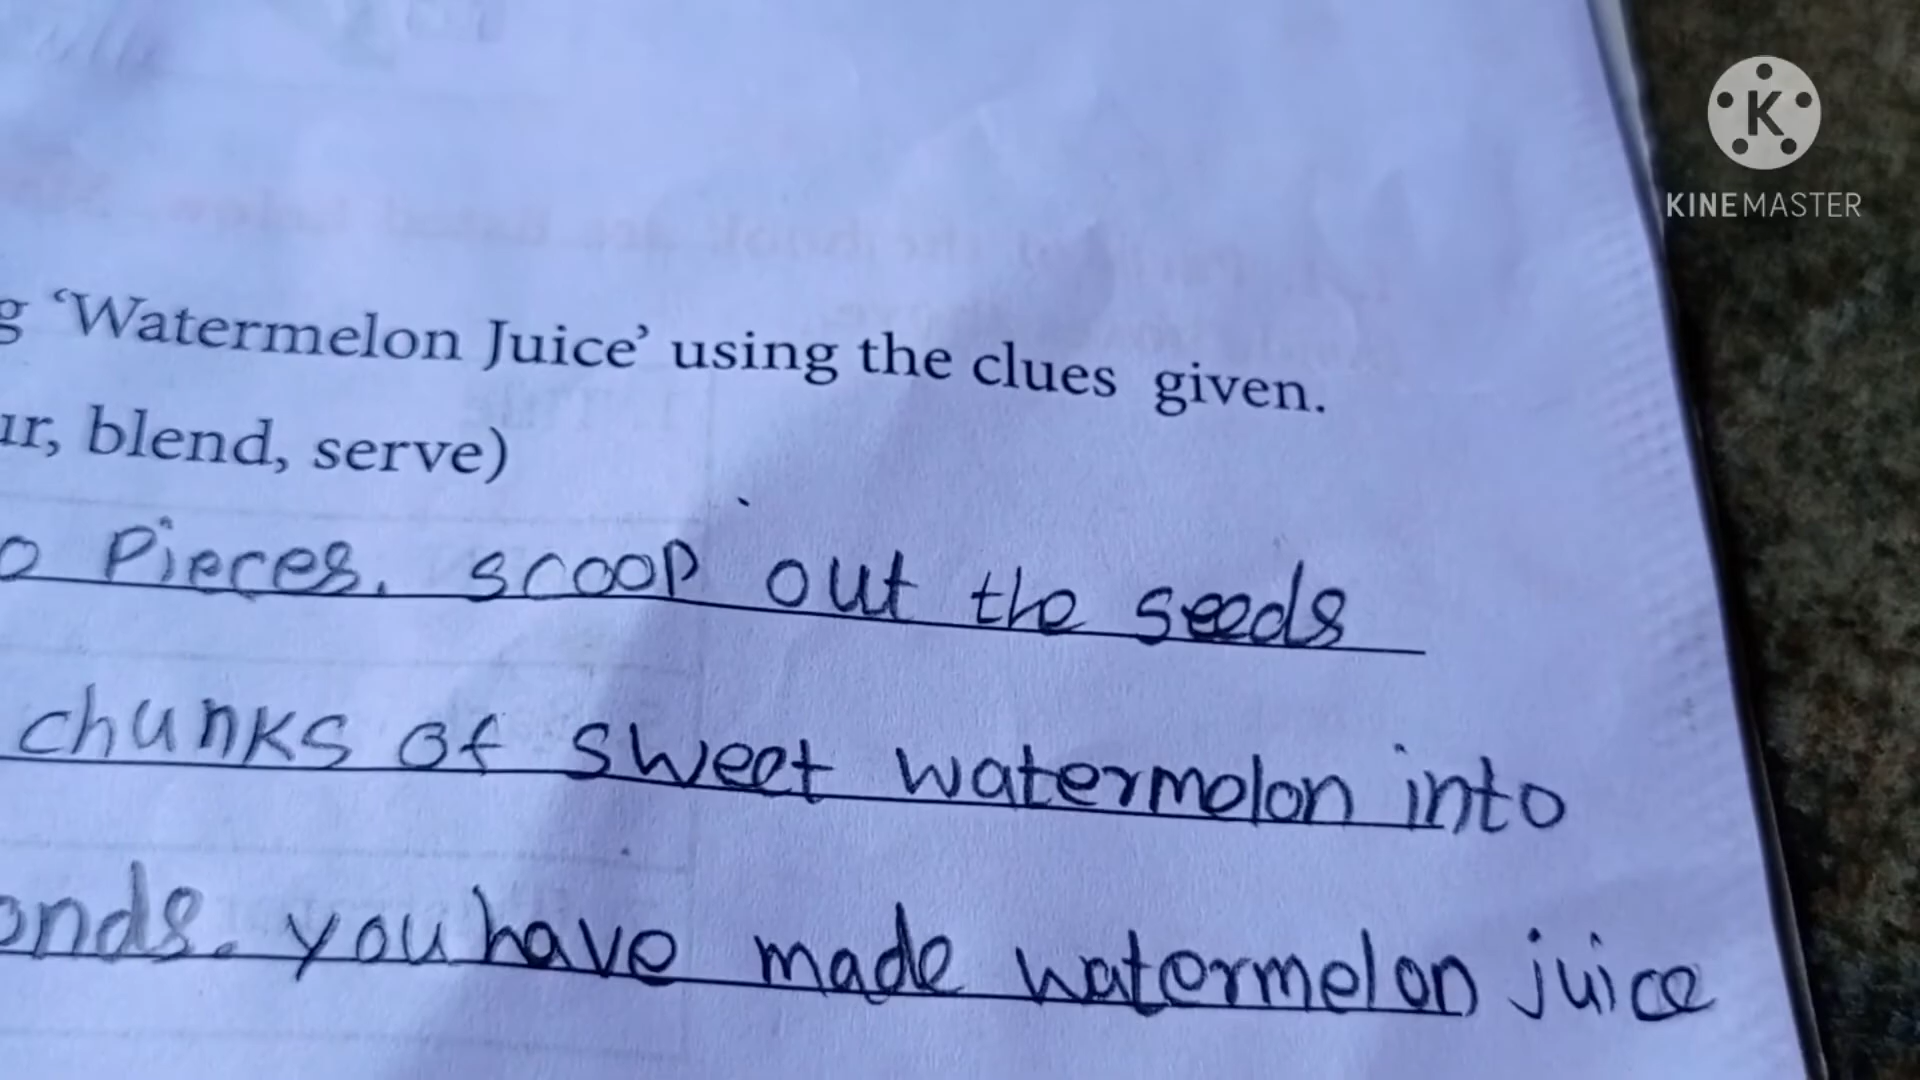 KINEMASTER
g ‘Watermelon Juice’ using the clues given.
ur, blend, serve)
o Pieces. scoop out the seeds
chunks of sweet watermelon into
onds. you have made watermelon juice